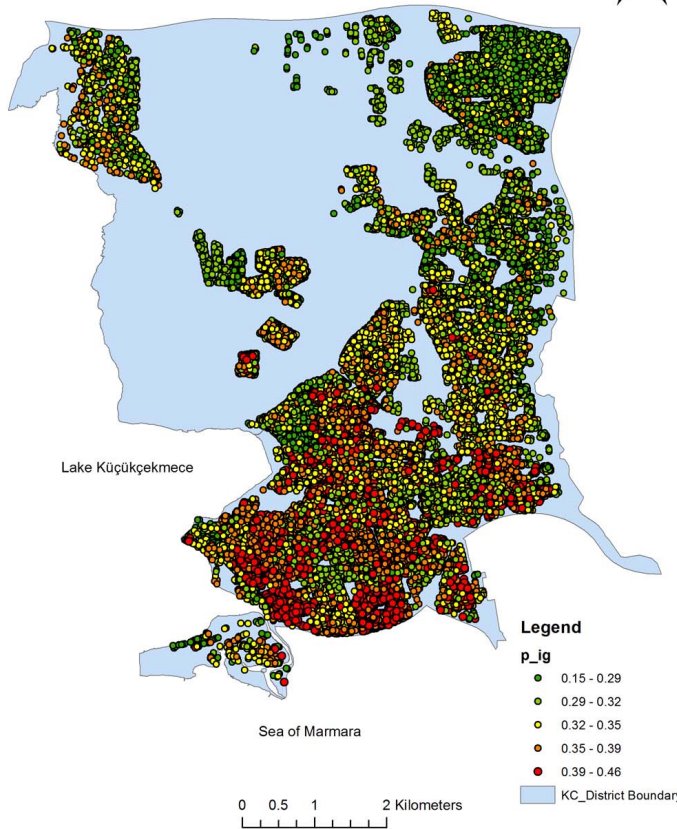 Lake Küçükçekmece
Sea of Marmara
Legend
p_ig
0.15 - 0.29
0.29 - 0.32
0.32 - 0.35
0.35 - 0.39
0.39 - 0.46
KC_District Boundary
0 0.5 1 2 Kilometers